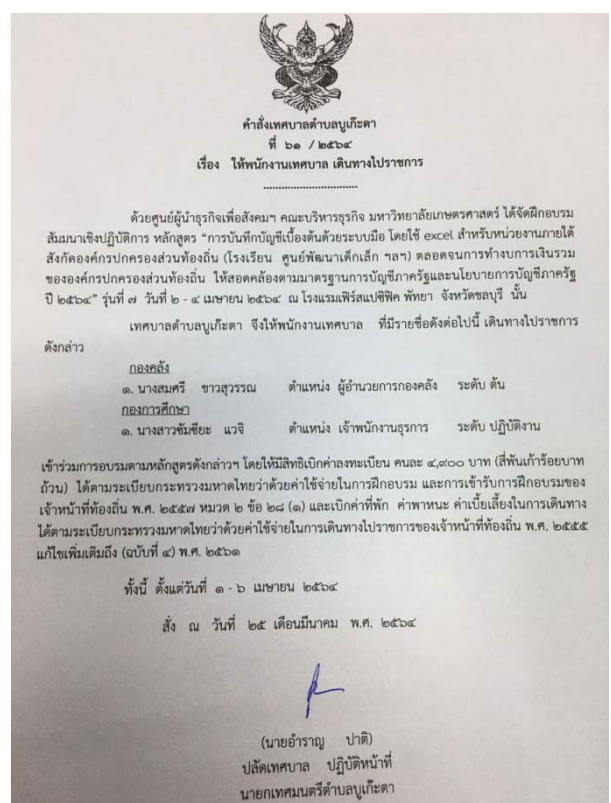 คำสั่งเทศบาลตำบลบูเก๊ะตา
ที่ ๖๑ / ๒๕๖๔
เรื่อง ให้พนักงานเทศบาล เดินทางไปราชการ
..............................
ด้วยศูนย์ผู้นำธุรกิจเพื่อสังคมฯ คณะบริหารธุรกิจ มหาวิทยาลัยเกษตรศาสตร์ ได้จัดฝึกอบรม
สัมมนาเชิงปฏิบัติการ หลักสูตร "การบันทึกบัญชีเบื้องต้นด้วยระบบมือ โดยใช้ excel สำหรับหน่วยงานภายใต้
สังกัดองค์กรปกครองส่วนท้องถิ่น (โรงเรียน ศูนย์พัฒนาเด็กเล็ก ฯลฯ) ตลอดจนการทำงบการเงินรวม
ขององค์กรปกครองส่วนท้องถิ่น ให้สอดคล้องตามมาตรฐานการบัญชีภาครัฐและนโยบายการบัญชีภาครัฐ
ปี ๒๕๖๔" รุ่นที่ ๗ วันที่ ๒ - ๔ เมษายน ๒๕๖๔ ณ โรงแรมเฟิร์สแปซิฟิค พัทยา จังหวัดชลบุรี นั้น
เทศบาลตำบลบูเก๊ะตา จึงให้พนักงานเทศบาล ที่มีรายชื่อดังต่อไปนี้ เดินทางไปราชการ
ดังกล่าว
กองคลัง
๑. นางสมศรี ขาวสุวรรณ ตำแหน่ง ผู้อำนวยการกองคลัง ระดับ ต้น
กองการศึกษา
๑. นางสาวซัมซียะ แวจิ ตำแหน่ง เจ้าพนักงานธุรการ ระดับ ปฏิบัติงาน
เข้าร่วมการอบรมตามหลักสูตรดังกล่าวฯ โดยให้มีสิทธิเบิกค่าลงทะเบียน คนละ ๔,๙๐๐ บาท (สี่พันเก้าร้อยบาท
ถ้วน) ได้ตามระเบียบกระทรวงมหาดไทยว่าด้วยค่าใช้จ่ายในการฝึกอบรม และการเข้ารับการฝึกอบรมของ
เจ้าหน้าที่ท้องถิ่น พ.ศ. ๒๕๕๗ หมวด ๒ ข้อ ๒๘ (๑) และเบิกค่าที่พัก ค่าพาหนะ ค่าเบี้ยเลี้ยงในการเดินทาง
ได้ตามระเบียบกระทรวงมหาดไทยว่าด้วยค่าใช้จ่ายในการเดินทางไปราชการของเจ้าหน้าที่ท้องถิ่น พ.ศ. ๒๕๕๕
แก้ไขเพิ่มเติมถึง (ฉบับที่ ๔) พ.ศ. ๒๕๖๑
ทั้งนี้ ตั้งแต่วันที่ ๑ - ๖ เมษายน ๒๕๖๔
สั่ง ณ วันที่ ๒๕ เดือนมีนาคม พ.ศ. ๒๕๖๔
(นายอำราญ ปาติ)
ปลัดเทศบาล ปฏิบัติหน้าที่
นายกเทศมนตรีตำบลบูเก๊ะตา